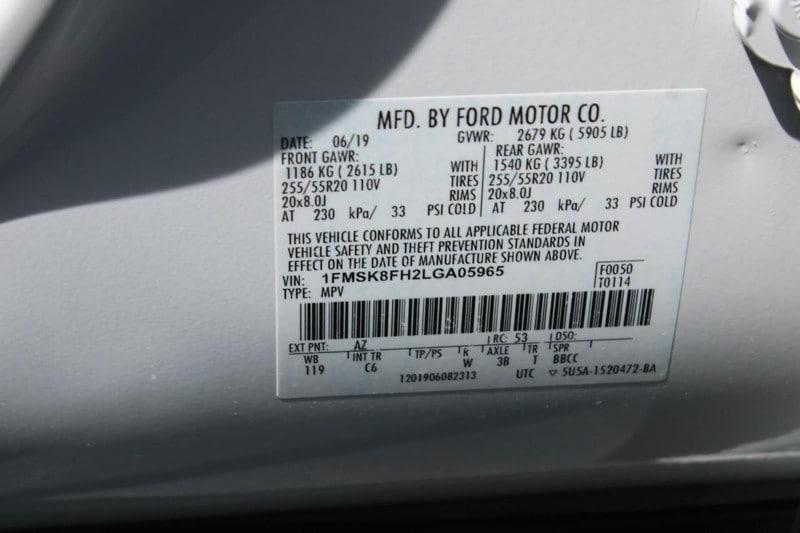 MFD. BY FORD MOTOR CO.
DATE: 06/19 GVWR: 2679 KG ( 5905 LB)
FRONT GAWR: REAR GAWR:
1186 KG ( 2615 LB) WITH 1540 KG ( 3395 LB) WITH
255/55R20 110V TIRES 255/55R20 110V TIRES
20x8.0J RIMS 20x8.0J RIMS
AT 230 kPa/ 33 PSI COLD AT 230 kPa/ 33 PSI COLD
THIS VEHICLE CONFORMS TO ALL APPLICABLE FEDERAL MOTOR
VEHICLE SAFETY AND THEFT PREVENTION STANDARDS IN
EFFECT ON THE DATE OF MANUFACTURE SHOWN ABOVE.
VIN: 1FMSK8FH2LGA05965 F0050
TYPE: MPV T0114
EXT PNT: AZ RC: 53 DSO:
WB INT TR TP/PS R AXLE TR SPR
119 C6 W 3B T 8BCC
1201906082313 UTC ▽ 5U5A-1520472-BA